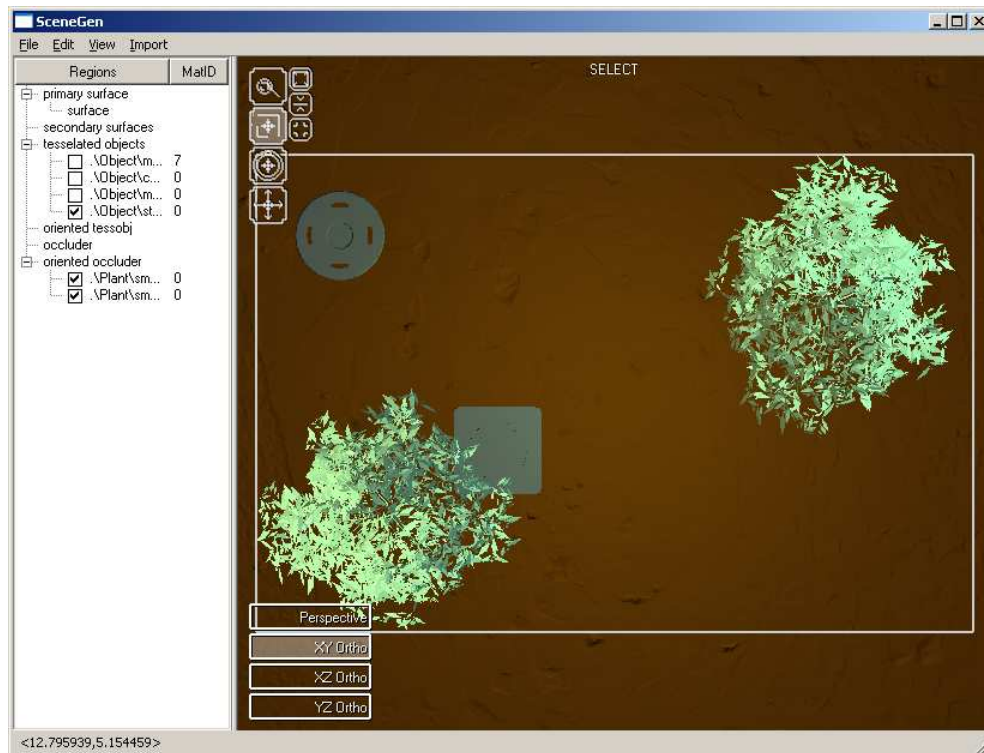 SceneGen
File Edit View Import
Regions MatID
SELECT
primary surface
surface
secondary surfaces
tesselated objects
.\Object\m... 7
.\Object\c... 0
.\Object\m... 0
.\Object\st... 0
oriented tessobj
occluder
oriented occluder
.\Plant\sm... 0
.\Plant\sm... 0
Perspective
XY Ortho
XZ Ortho
YZ Ortho
<12.795939,5.154459>